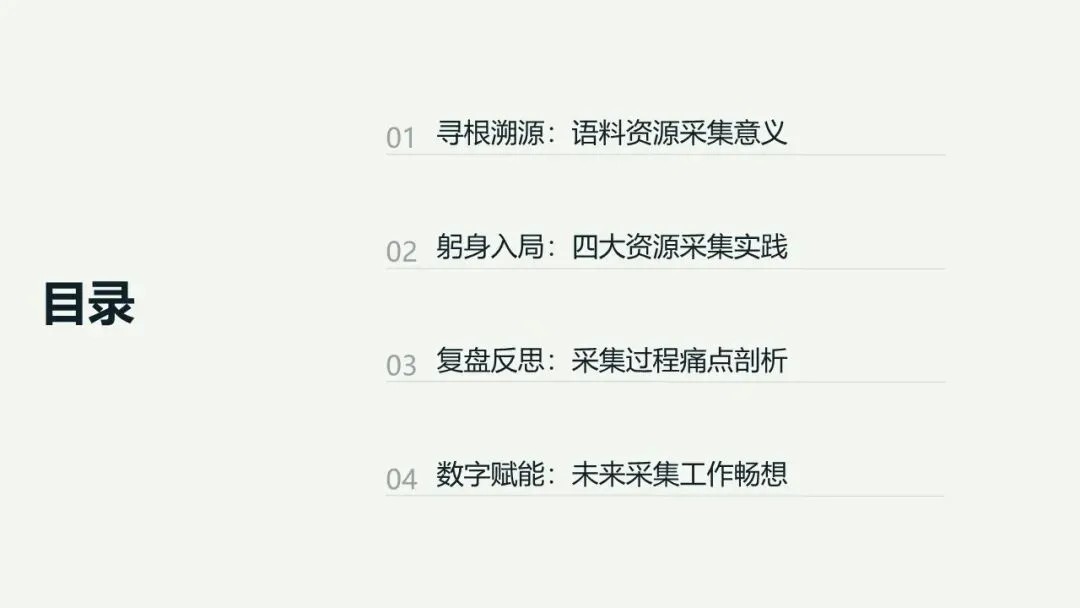 目录
01 寻根溯源：语料资源采集意义
02 躬身入局：四大资源采集实践
03 复盘反思：采集过程痛点剖析
04 数字赋能：未来采集工作畅想